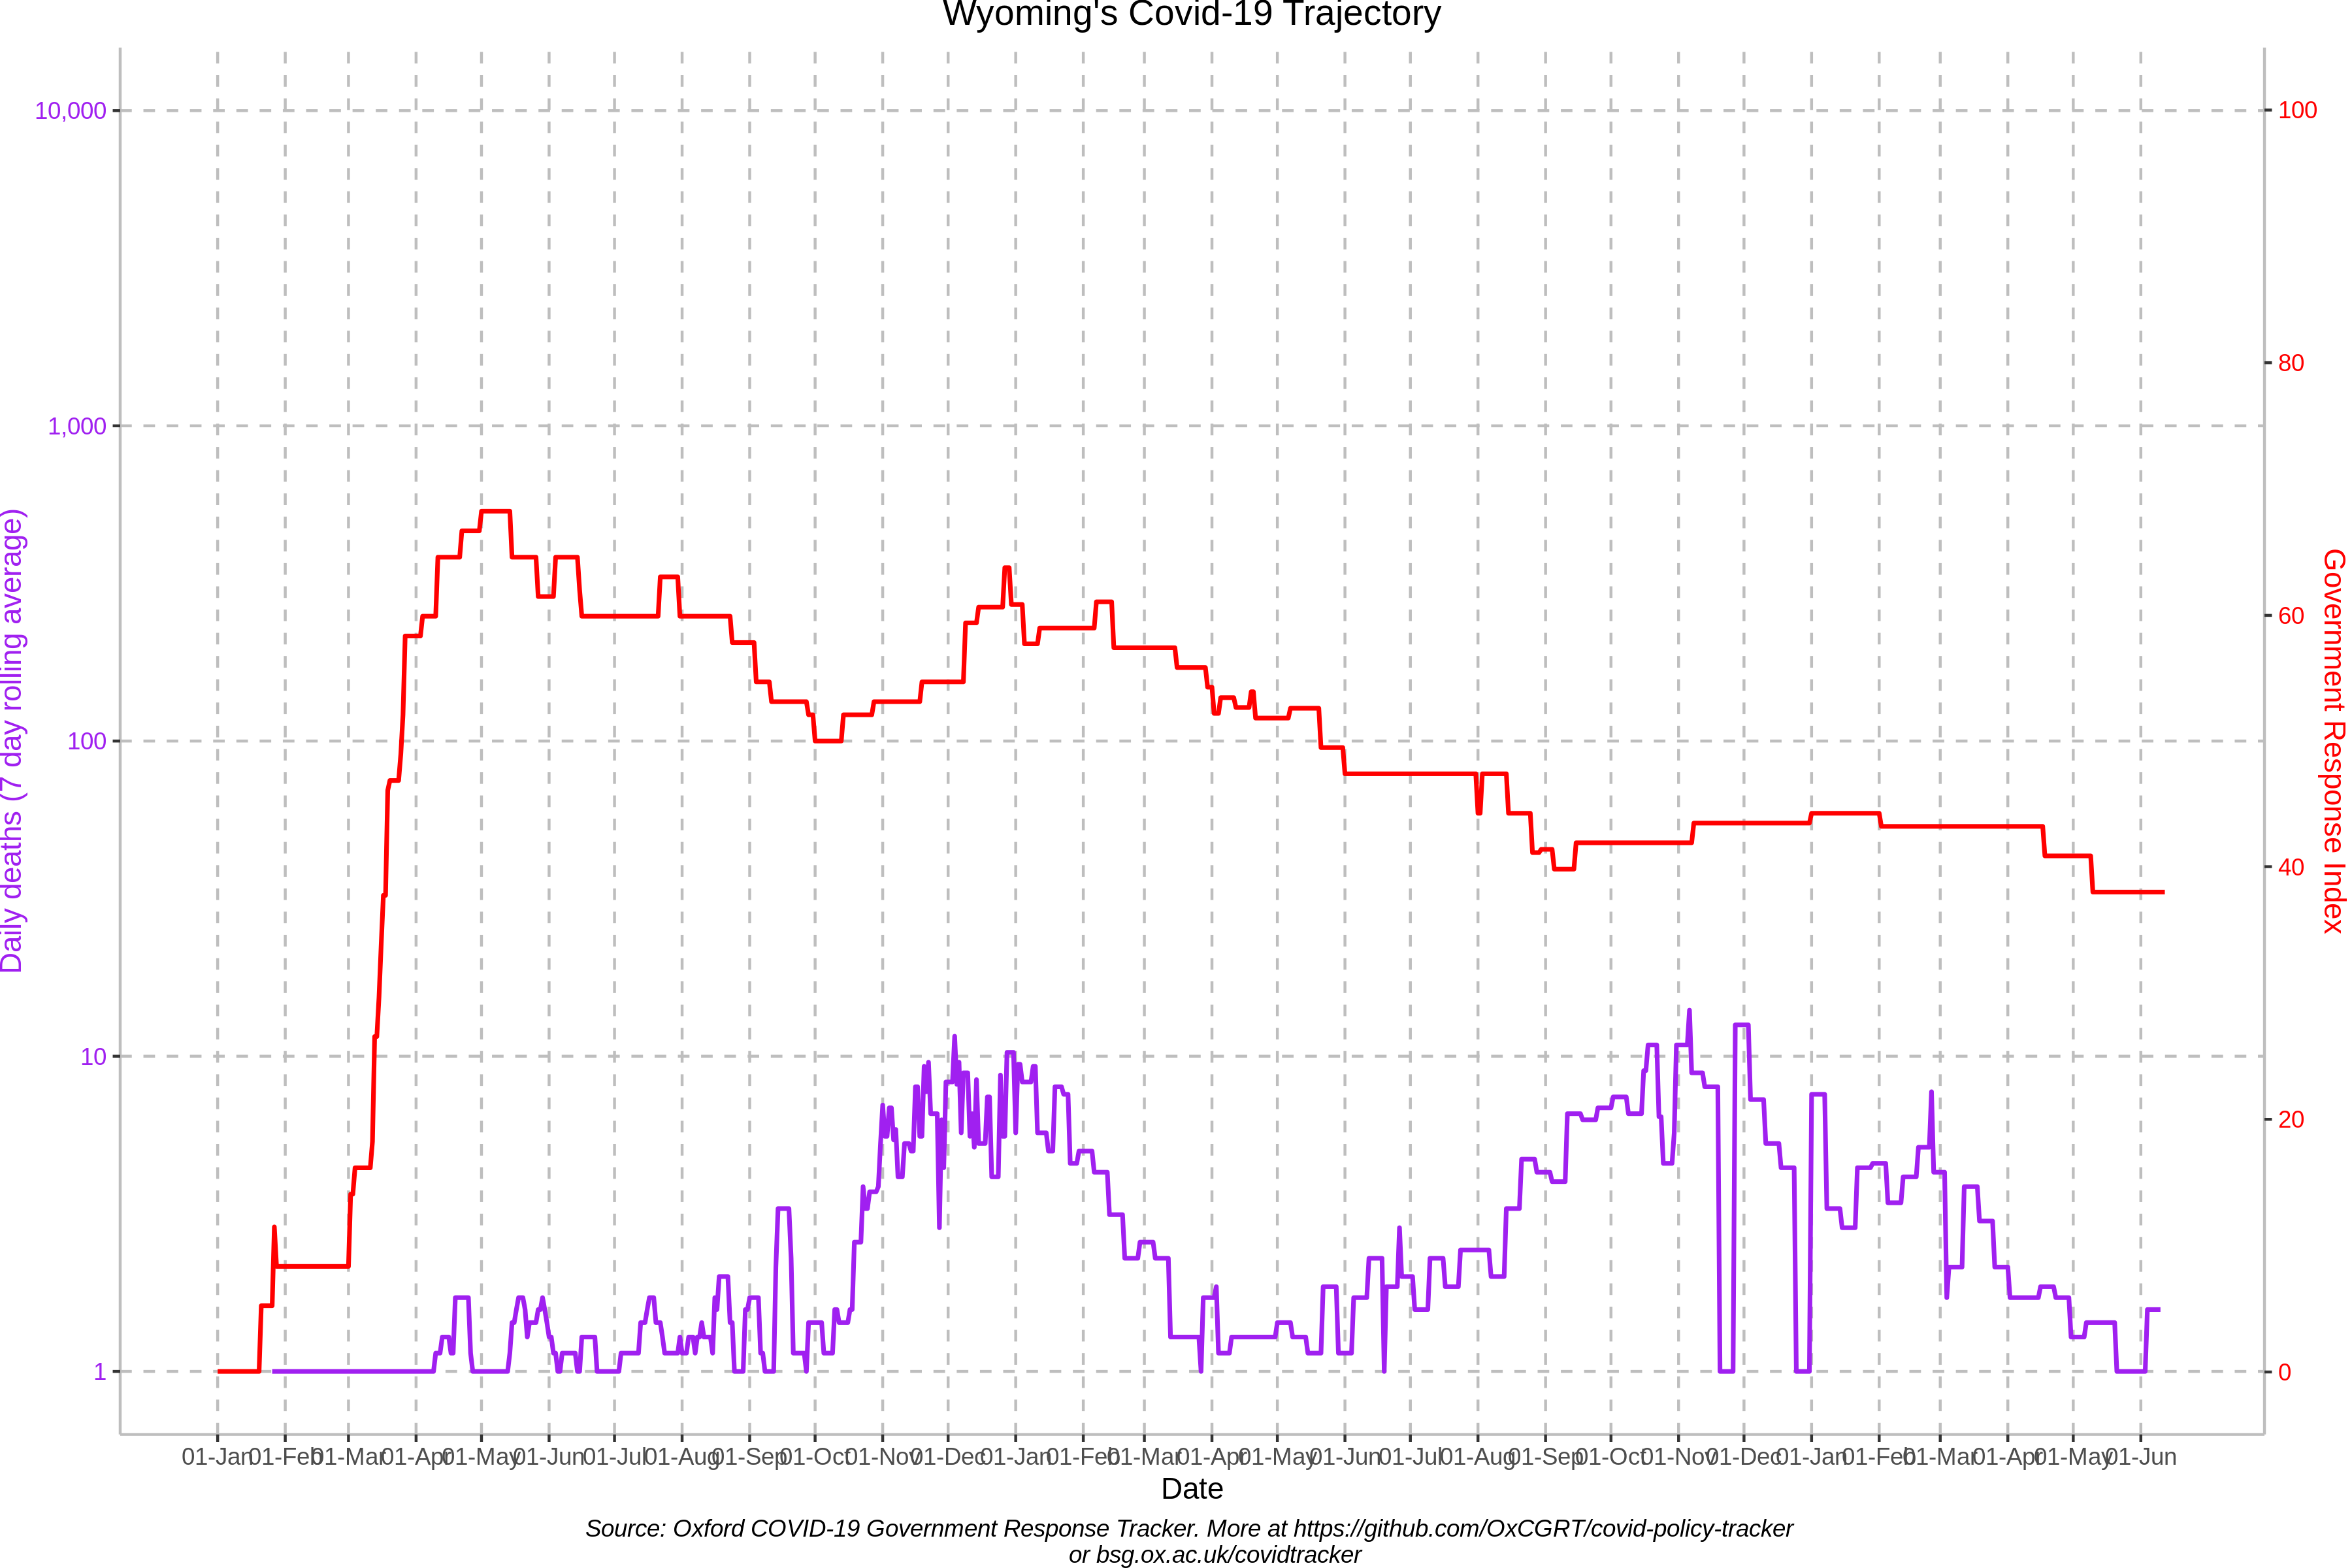 Wyoming's Covid-19 Trajectory
10,000
1,000
100
10
1
Daily deaths (7 day rolling average)
100
80
60
40
20
0
Government Response Index
01-Jan 01-Feb 01-Mar 01-Apr 01-May 01-Jun 01-Jul 01-Aug 01-Sep 01-Oct 01-Nov 01-Dec 01-Jan 01-Feb 01-Mar 01-Apr 01-May 01-Jun 01-Jul 01-Aug 01-Sep 01-Oct 01-Nov 01-Dec 01-Jan 01-Feb 01-Mar 01-Apr 01-May 01-Jun
Date
Source: Oxford COVID-19 Government Response Tracker. More at https://github.com/OxCGRT/covid-policy-tracker
or bsg.ox.ac.uk/covidtracker